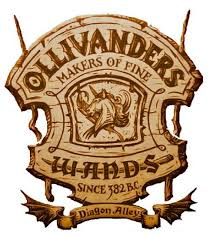 OLLIVANDERS
MAKERS OF FINE
WANDS
SINCE 382 B.C
Diagon Alley